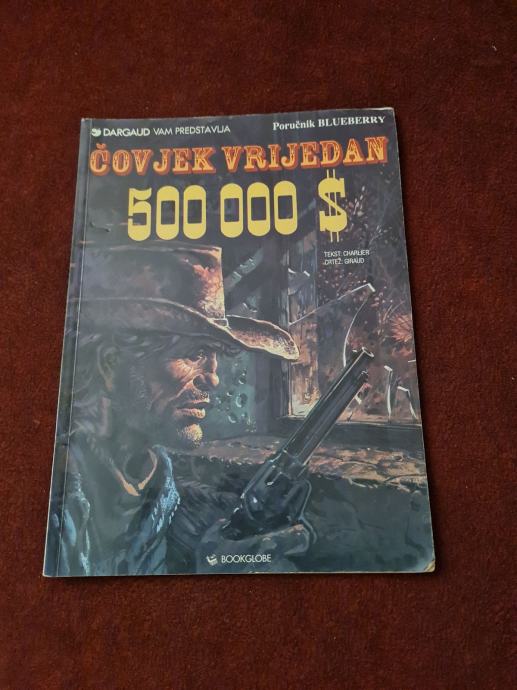 DARGAUD VAM PREDSTAVLJA
Poručnik BLUEBERRY
ČOVJEK VRIJEDAN
500 000 $
TEKST: CHARLIER
CRTEŽ: GIRAUD
BOOKGLOBE